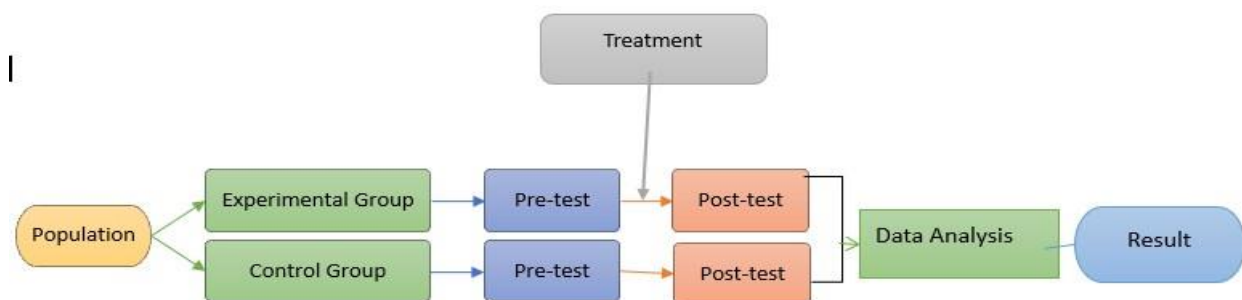 Treatment
Experimental Group
Pre-test
Post-test
Population
Data Analysis
Result
Control Group
Pre-test
Post-test